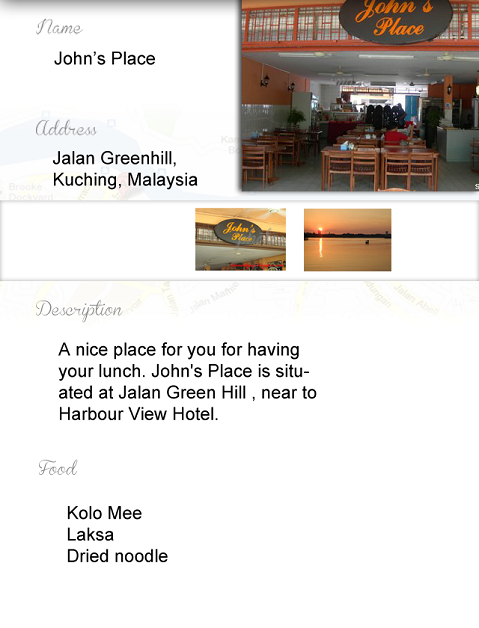 Name
John’s Place
Address
Jalan Greenhill,
Kuching, Malaysia
John's
Place
John's
Place
Description
A nice place for you for having
your lunch. John's Place is situ-
ated at Jalan Green Hill , near to
Harbour View Hotel.
Food
Kolo Mee
Laksa
Dried noodle